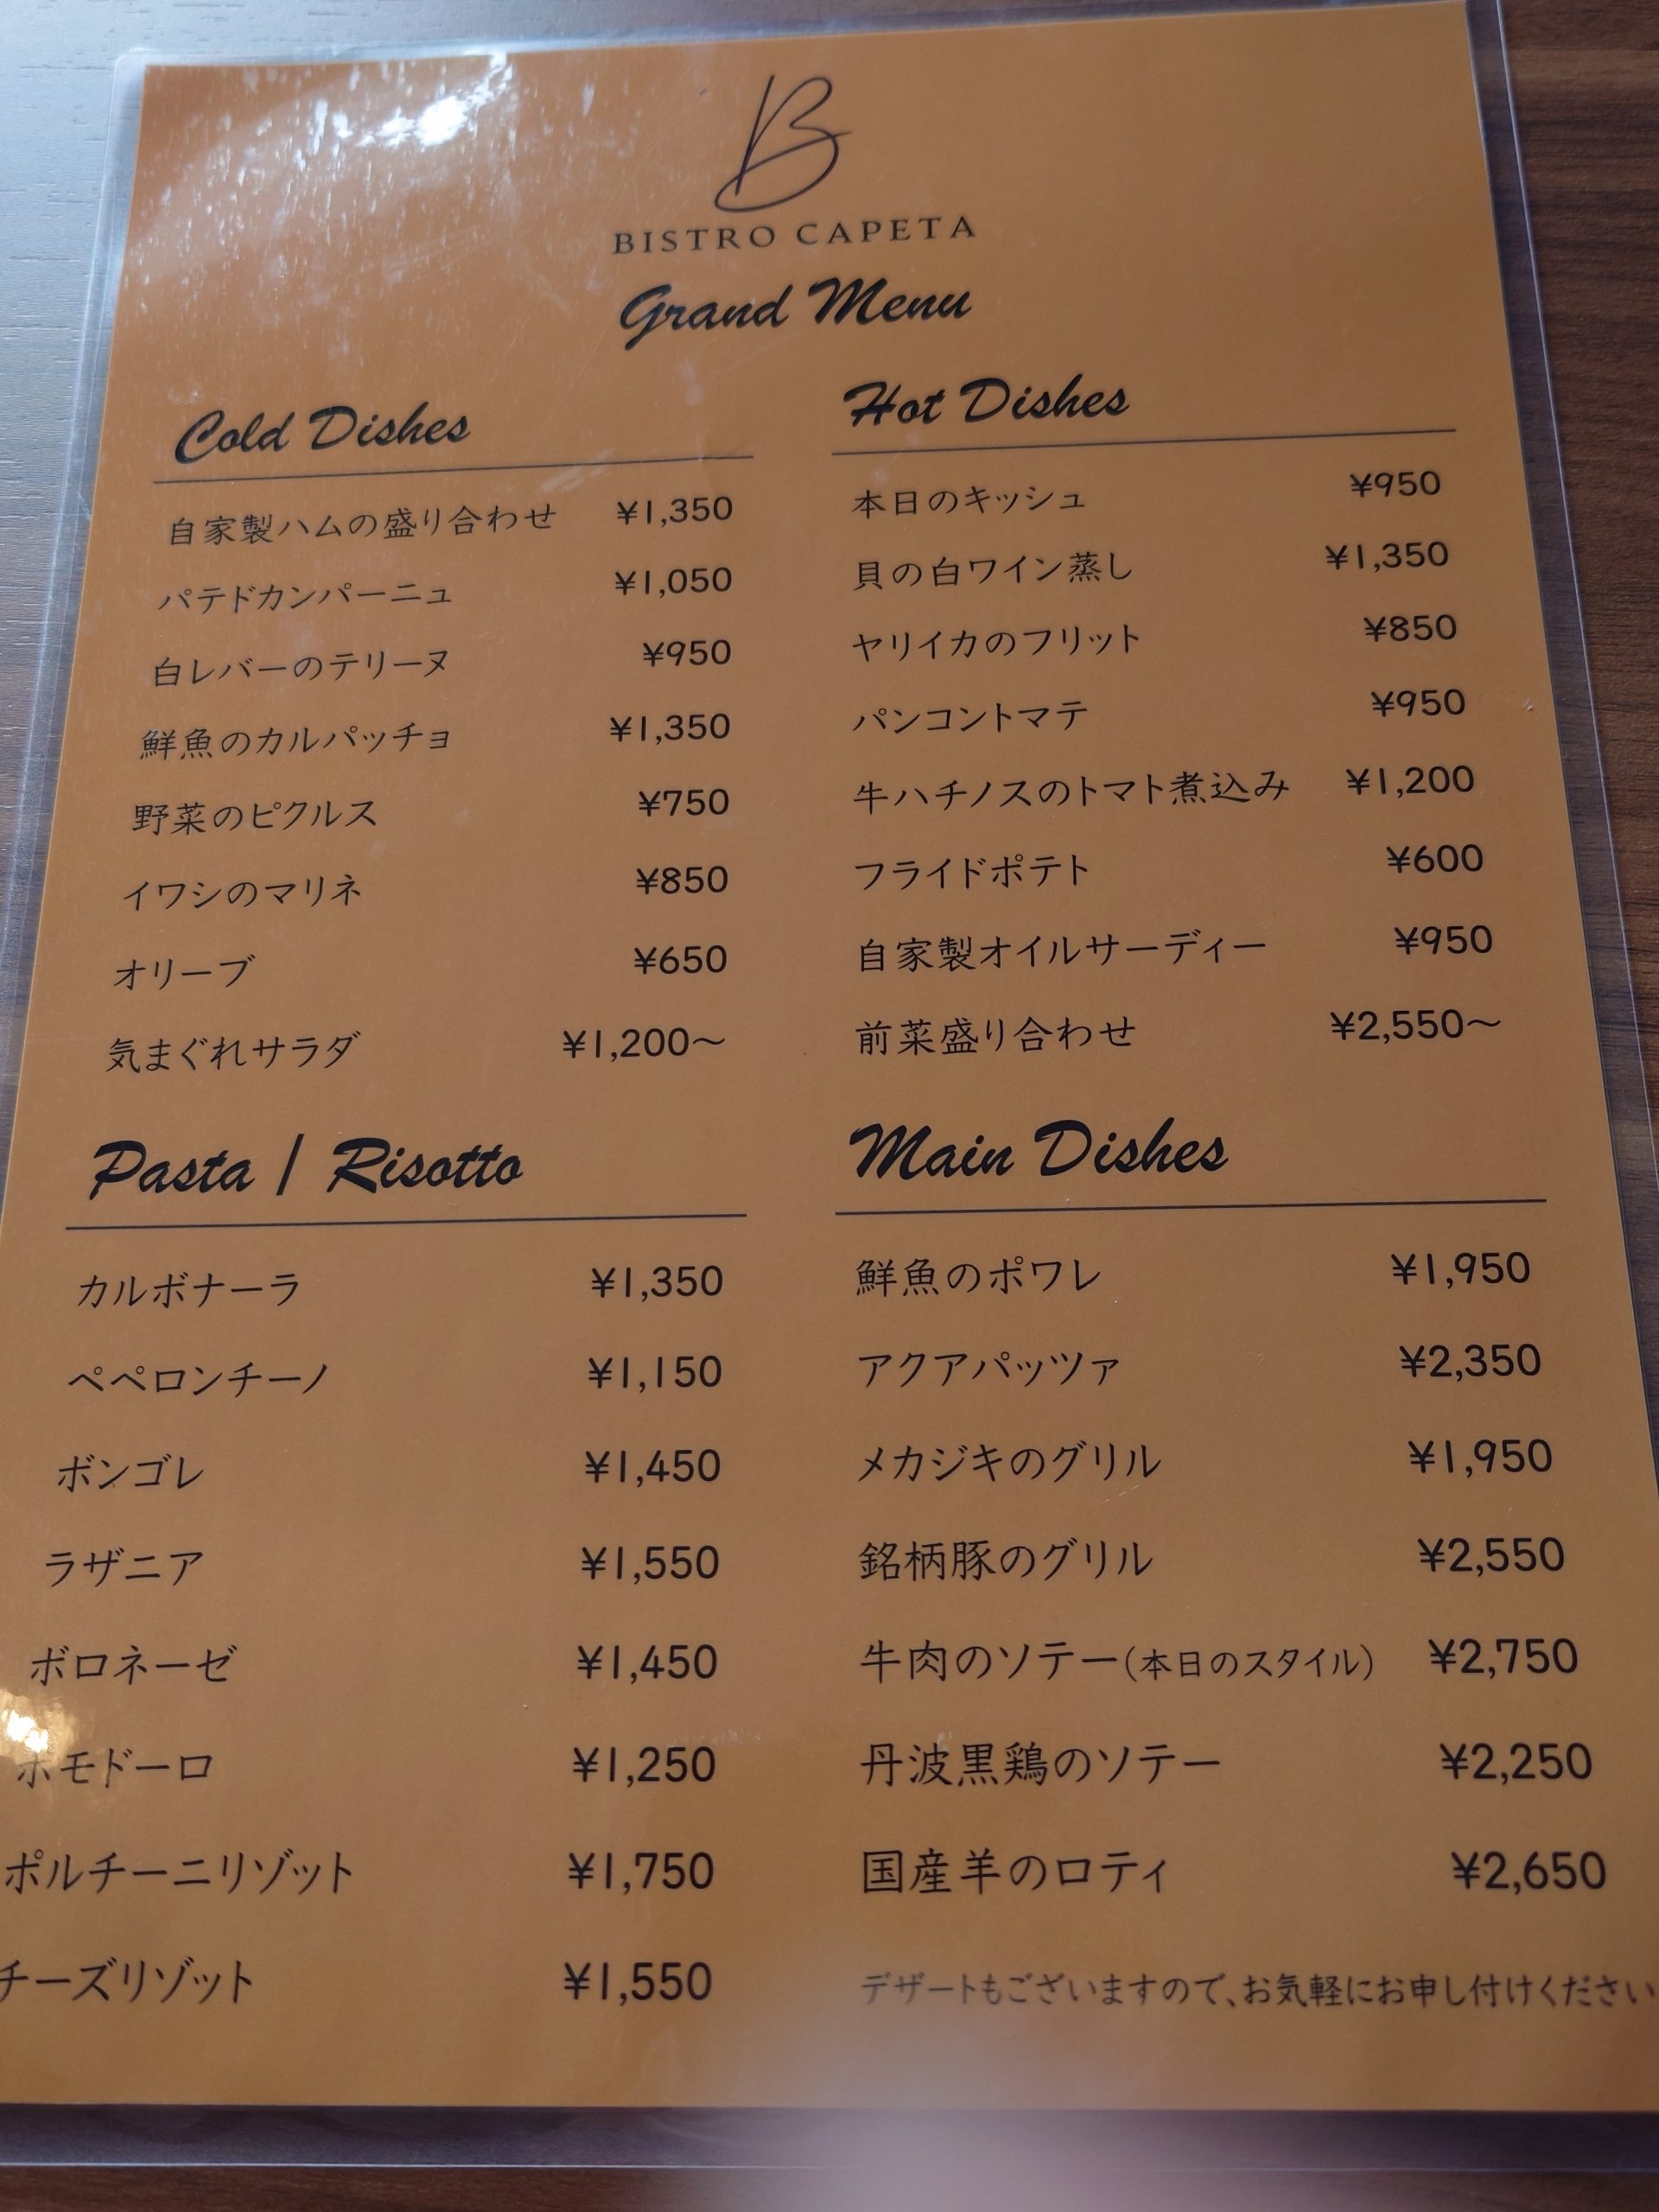 B
BISTRO CAPETA
Grand Menu
Cold Dishes
自家製ハムの盛り合わせ ¥1,350
パテドカンパーニュ ¥1,050
白レバーのテリーヌ ¥950
鮮魚のカルパッチョ ¥1,350
野菜のピクルス ¥750
イワシのマリネ ¥850
オリーブ ¥650
気まぐれサラダ ¥1,200～
Hot Dishes
本日のキッシュ ¥950
貝の白ワイン蒸し ¥1,350
ヤリイカのフリット ¥850
パンコントマテ ¥950
牛ハチノスのトマト煮込み ¥1,200
フライドポテト ¥600
自家製オイルサーディー ¥950
前菜盛り合わせ ¥2,550～
Pasta / Risotto
カルボナーラ ¥1,350
ペペロンチーノ ¥1,150
ボンゴレ ¥1,450
ラザニア ¥1,550
ボロネーゼ ¥1,450
ポモドーロ ¥1,250
ポルチーニリゾット ¥1,750
チーズリゾット ¥1,550
Main Dishes
鮮魚のポワレ ¥1,950
アクアパッツァ ¥2,350
メカジキのグリル ¥1,950
銘柄豚のグリル ¥2,550
牛肉のソテー(本日のスタイル) ¥2,750
丹波黒鶏のソテー ¥2,250
国産羊のロティ ¥2,650
デザートもございますので、お気軽にお申し付けください